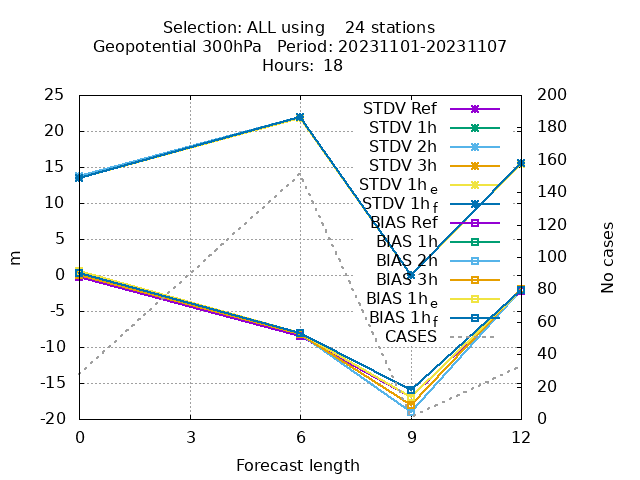 Selection: ALL using    24 stations
Geopotential 300hPa   Period: 20231101-20231107
Hours: 18
25
20
15
10
5
0
-5
-10
-15
-20
m
200
180
160
140
120
100
80
60
40
20
0
No cases
STDV Ref
STDV 1h
STDV 2h
STDV 3h
STDV 1he
STDV 1hf
BIAS Ref
BIAS 1h
BIAS 2h
BIAS 3h
BIAS 1he
BIAS 1hf
CASES
0 3 6 9 12
Forecast length